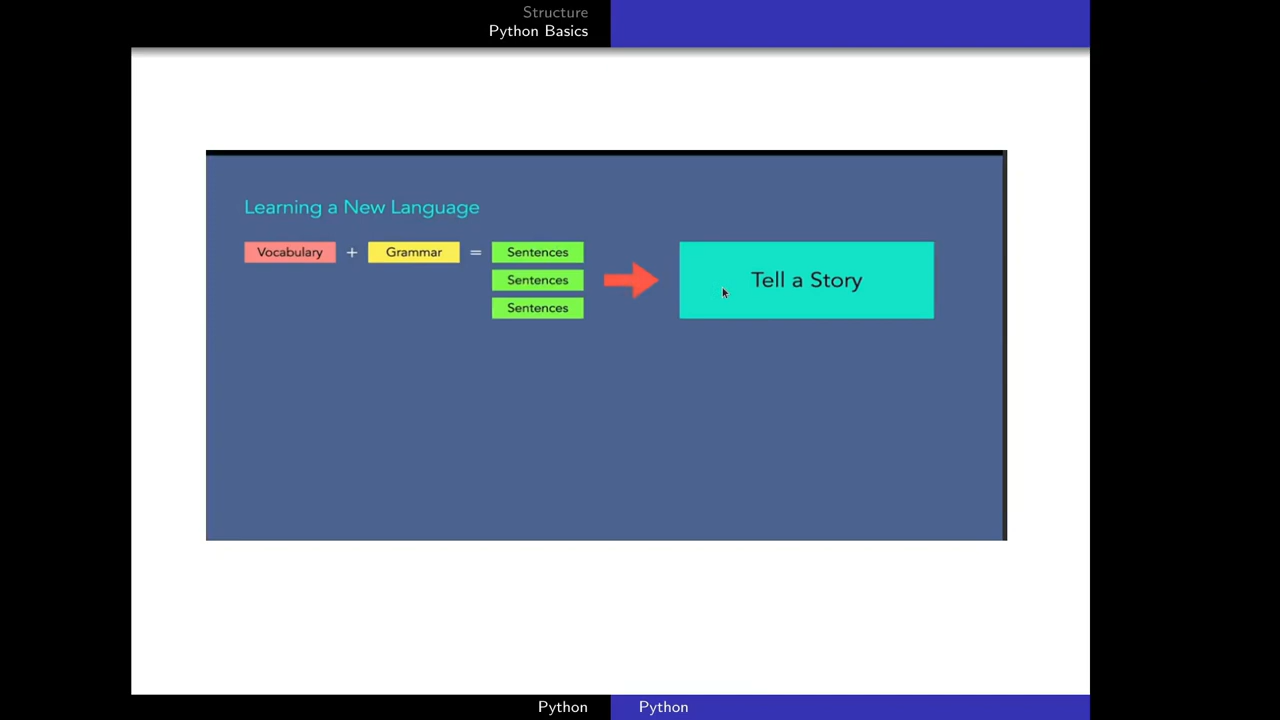 Structure
Python Basics
Learning a New Language
Vocabulary + Grammar = Sentences
Sentences
Sentences
Tell a Story
Python Python